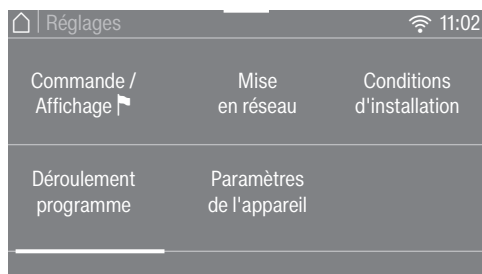 Réglages 11:02
Commande /
Affichage
Mise
en réseau
Conditions
d'installation
Déroulement
programme
Paramètres
de l'appareil